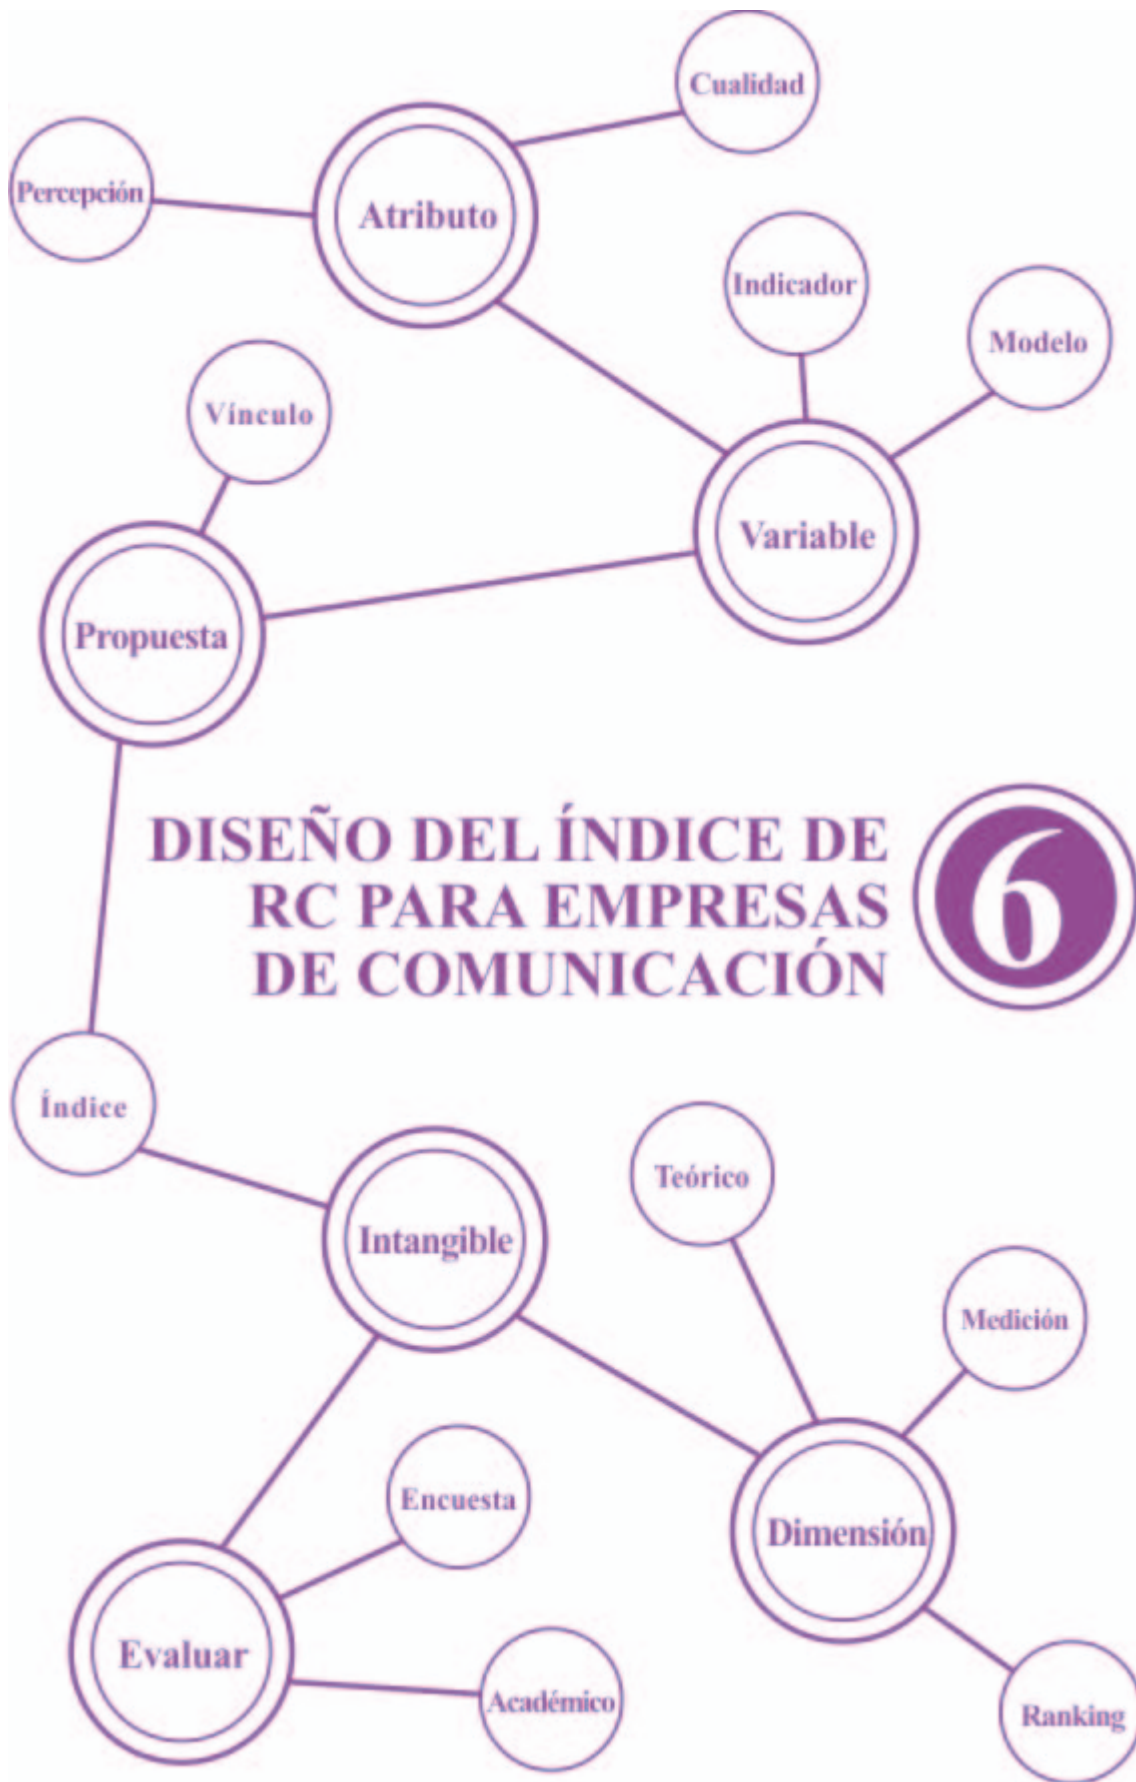 Cualidad
Percepción
Atributo
Indicador
Modelo
Vínculo
Variable
Propuesta
DISEÑO DEL ÍNDICE DE
RC PARA EMPRESAS
DE COMUNICACIÓN
6
Índice
Teórico
Intangible
Medición
Encuesta
Dimensión
Evaluar
Académico
Ranking